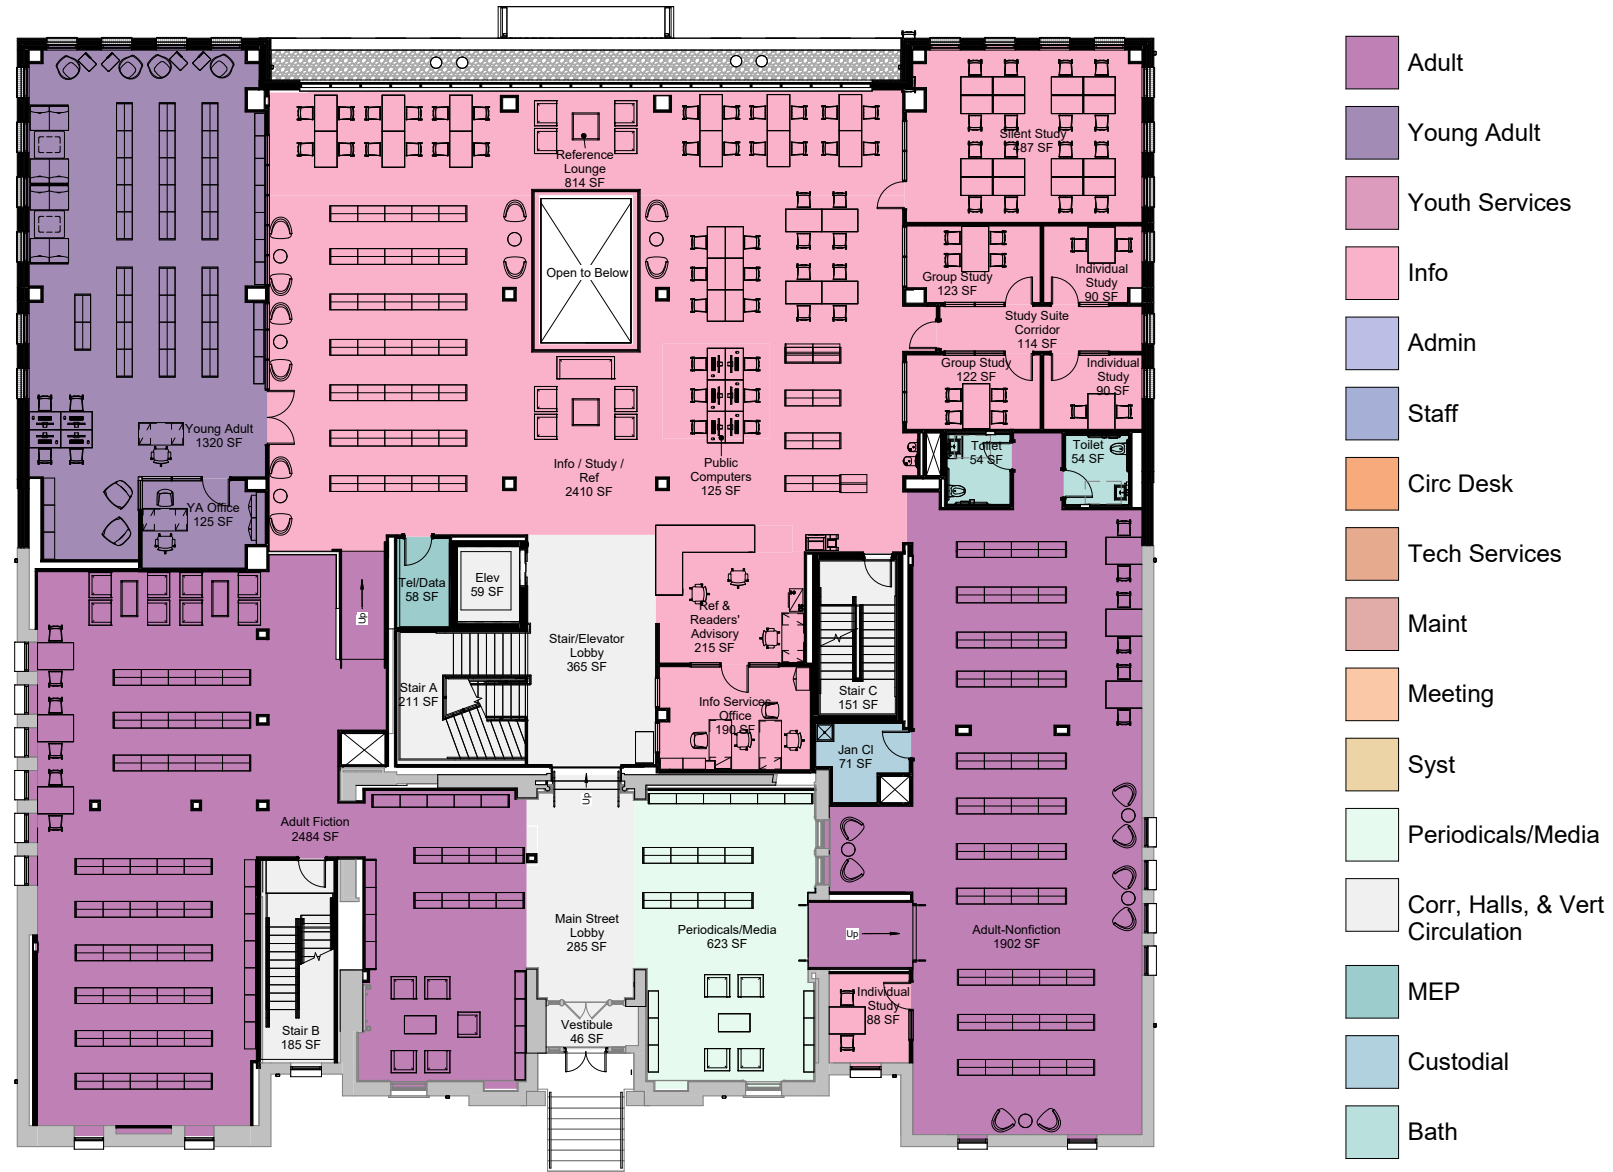 Reference
Lounge
814 SF
Silent Study
487 SF
Open to Below
Group Study
123 SF
Individual
Study
90 SF
Study Suite
Corridor
114 SF
Group Study
122 SF
Individual
Study
90 SF
Young Adult
1320 SF
YA Office
125 SF
Info / Study /
Ref
2410 SF
Public
Computers
125 SF
Toilet
54 SF
Toilet
54 SF
Up
Tel/Data
58 SF
Elev
59 SF
Stair/Elevator
Lobby
365 SF
Ref &
Readers'
Advisory
215 SF
Stair A
211 SF
Stair C
151 SF
Info Services
Office
190 SF
Jan Cl
71 SF
Up
Adult Fiction
2484 SF
Main Street
Lobby
285 SF
Periodicals/Media
623 SF
Up
Adult-Nonfiction
1902 SF
Individual
Study
88 SF
Stair B
185 SF
Vestibule
46 SF
Adult
Young Adult
Youth Services
Info
Admin
Staff
Circ Desk
Tech Services
Maint
Meeting
Syst
Periodicals/Media
Corr, Halls, & Vert
Circulation
MEP
Custodial
Bath